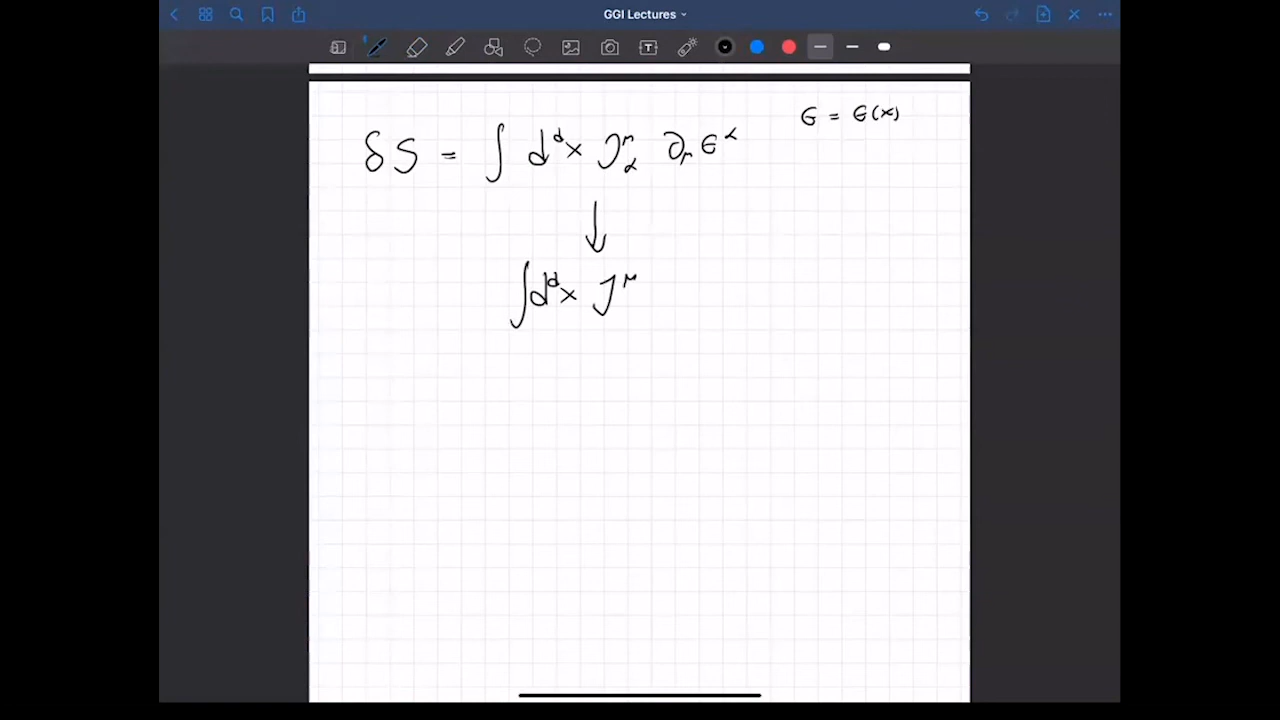 GGI Lectures
ϵ = ϵ(x)
δS = ∫ d^d x J^μ_α ∂_μ ϵ^α
↓
∫ d^d x J^μ